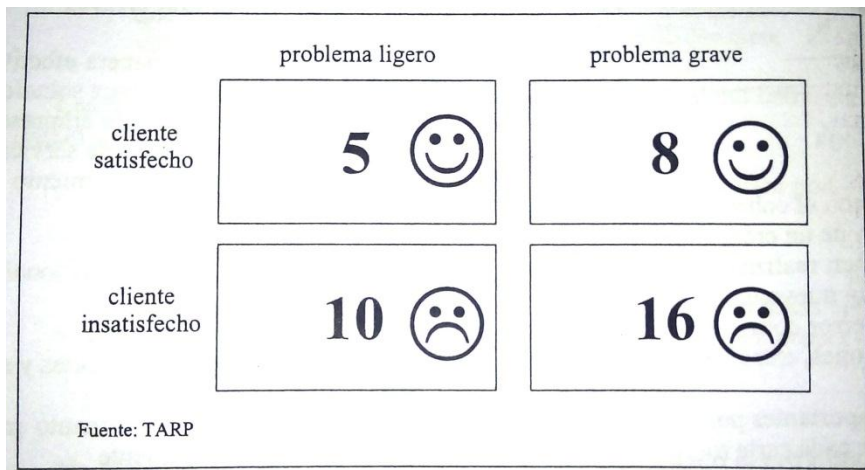 problema ligero
problema grave
cliente
satisfecho
5
8
cliente
insatisfecho
10
16
Fuente: TARP